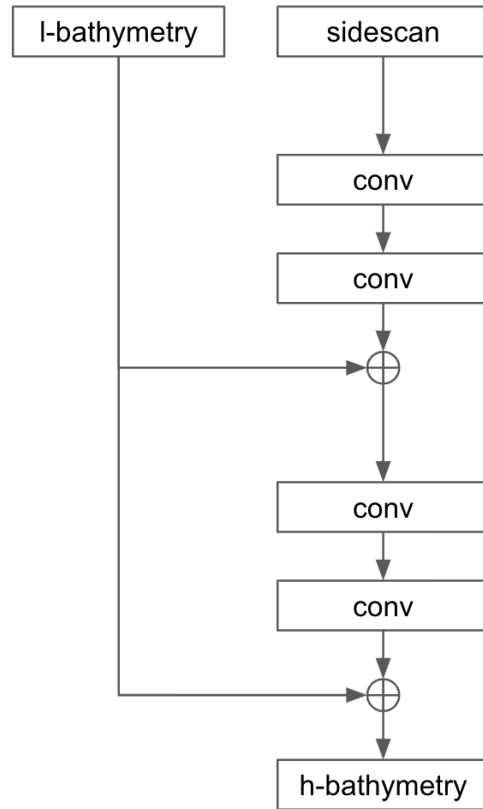 l-bathymetry
sidescan
conv
conv
conv
conv
h-bathymetry